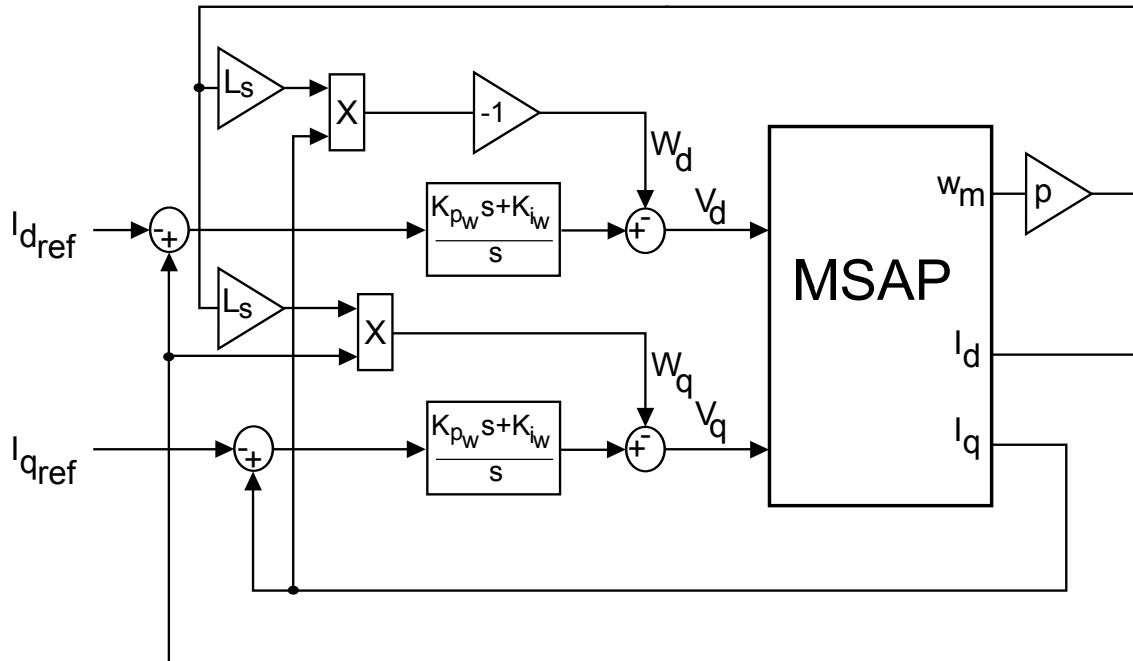 Ls
X
-1
Wd
Idref
-
+
Kpws+Kiw
s
+
-
Vd
MSAP
wm
p
Ls
X
Wq
Id
Iqref
-
+
Kpws+Kiw
s
+
-
Vq
Iq